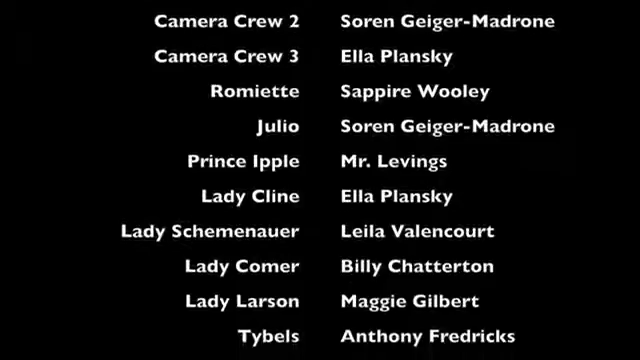 Camera Crew 2 Soren Geiger-Madrone
Camera Crew 3 Ella Plansky
Romiette Sappire Wooley
Julio Soren Geiger-Madrone
Prince Ipple Mr. Levings
Lady Cline Ella Plansky
Lady Schemenauer Leila Valencourt
Lady Comer Billy Chatterton
Lady Larson Maggie Gilbert
Tybels Anthony Fredricks